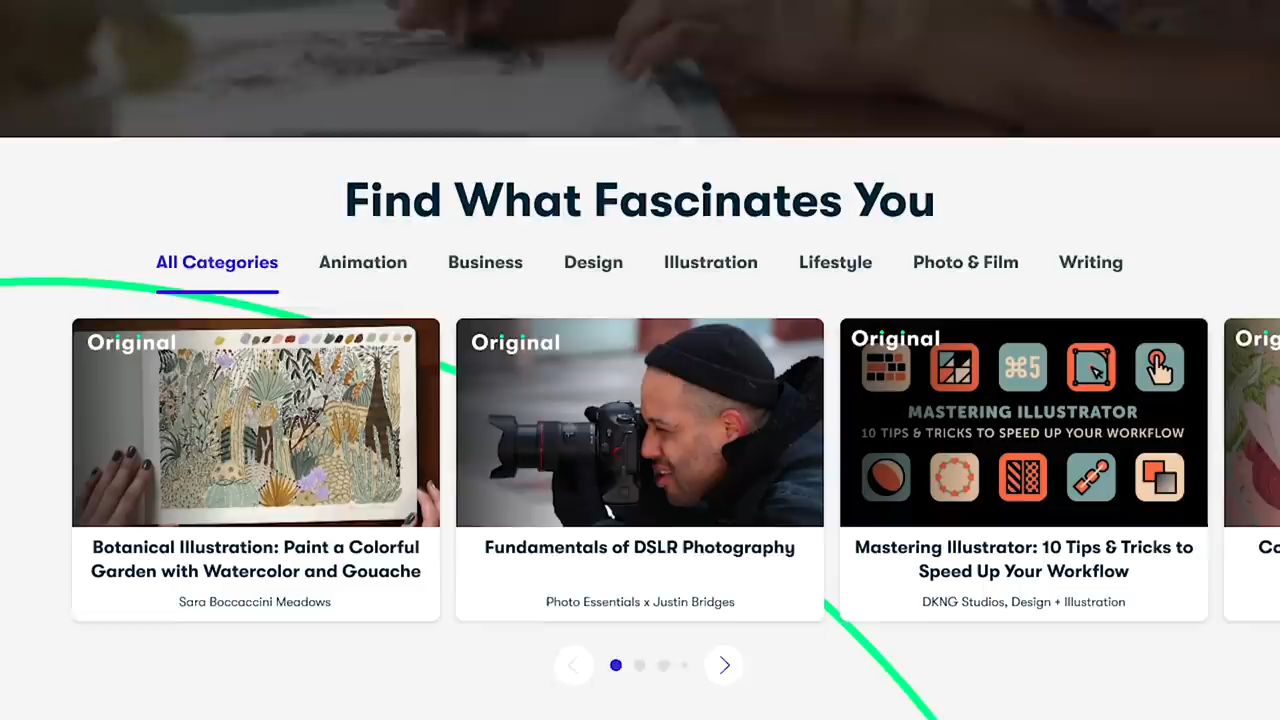 Find What Fascinates You
All Categories Animation Business Design Illustration Lifestyle Photo & Film Writing
Original
Botanical Illustration: Paint a Colorful
Garden with Watercolor and Gouache
Sara Boccaccini Meadows
Original
Fundamentals of DSLR Photography
Photo Essentials x Justin Bridges
Original
⌘5
MASTERING ILLUSTRATOR
10 TIPS & TRICKS TO SPEED UP YOUR WORKFLOW
Mastering Illustrator: 10 Tips & Tricks to
Speed Up Your Workflow
DKNG Studios, Design + Illustration